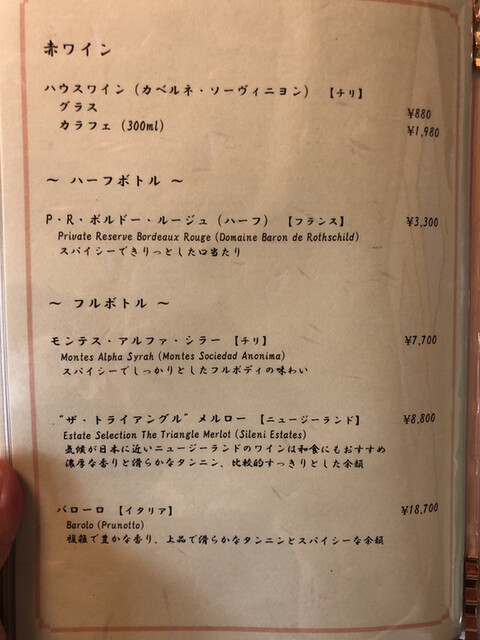 赤ワイン
ハウスワイン（カベルネ・ソーヴィニヨン） 【チリ】
グラス ¥880
カラフェ（300ml） ¥1,980
～ ハーフボトル ～
P・R・ボルドー・ルージュ（ハーフ） 【フランス】 ¥3,300
Private Reserve Bordeaux Rouge (Domaine Baron de Rothschild)
スパイシーできりっとした口当たり
～ フルボトル ～
モンテス・アルファ・シラー 【チリ】 ¥7,700
Montes Alpha Syrah (Montes Sociedad Anonima)
スパイシーでしっかりとしたフルボディの味わい
"ザ・トライアングル" メルロー 【ニュージーランド】 ¥8,800
Estate Selection The Triangle Merlot (Sileni Estates)
気候が日本に近いニュージーランドのワインは和食にもおすすめ
濃厚な香りと滑らかなタンニン、比較的すっきりとした余韻
バローロ 【イタリア】 ¥18,700
Barolo (Prunotto)
複雑で豊かな香り、上品で滑らかなタンニンとスパイシーな余韻